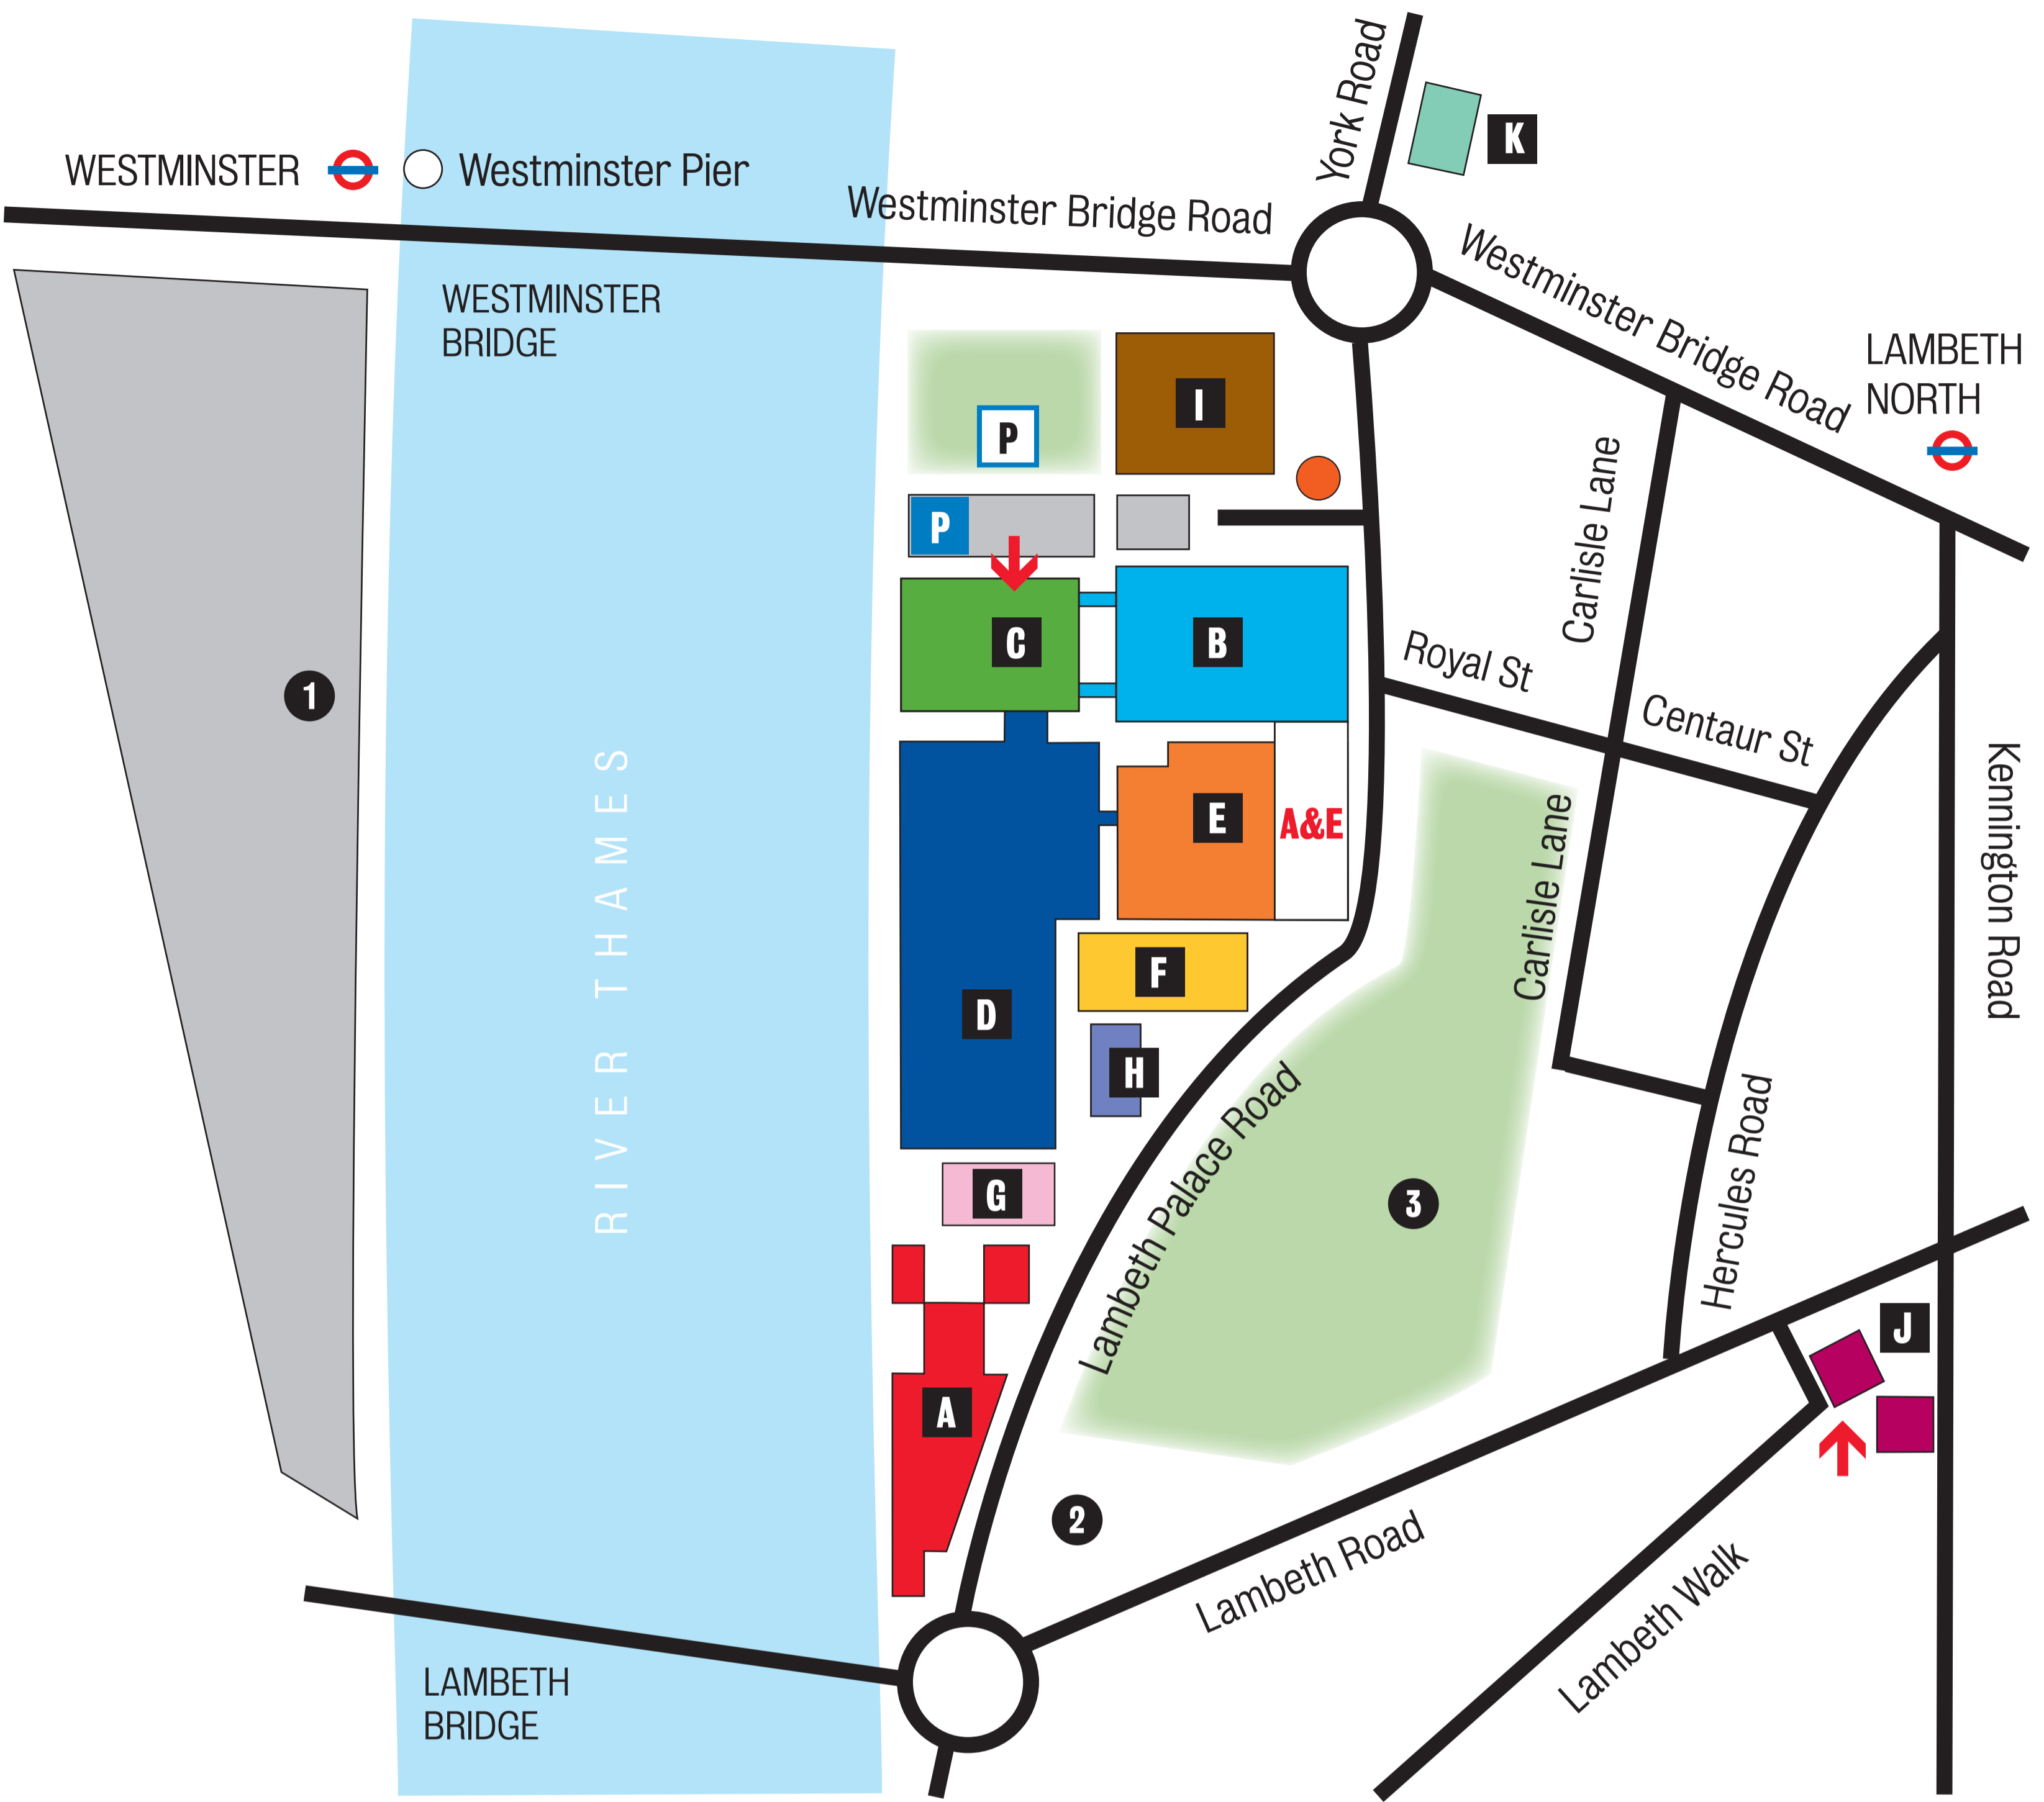 York Road
K
WESTMINSTER
Westminster Pier
Westminster Bridge Road
Westminster Bridge Road
WESTMINSTER
BRIDGE
LAMBETH
NORTH
P
I
P
Carlisle Lane
C
B
Royal St
Centaur St
1
RIVER THAMES
E
A&E
Carlisle Lane
Kennington Road
F
D
H
Lambeth Palace Road
G
3
Hercules Road
J
A
2
Lambeth Road
Lambeth Walk
LAMBETH
BRIDGE